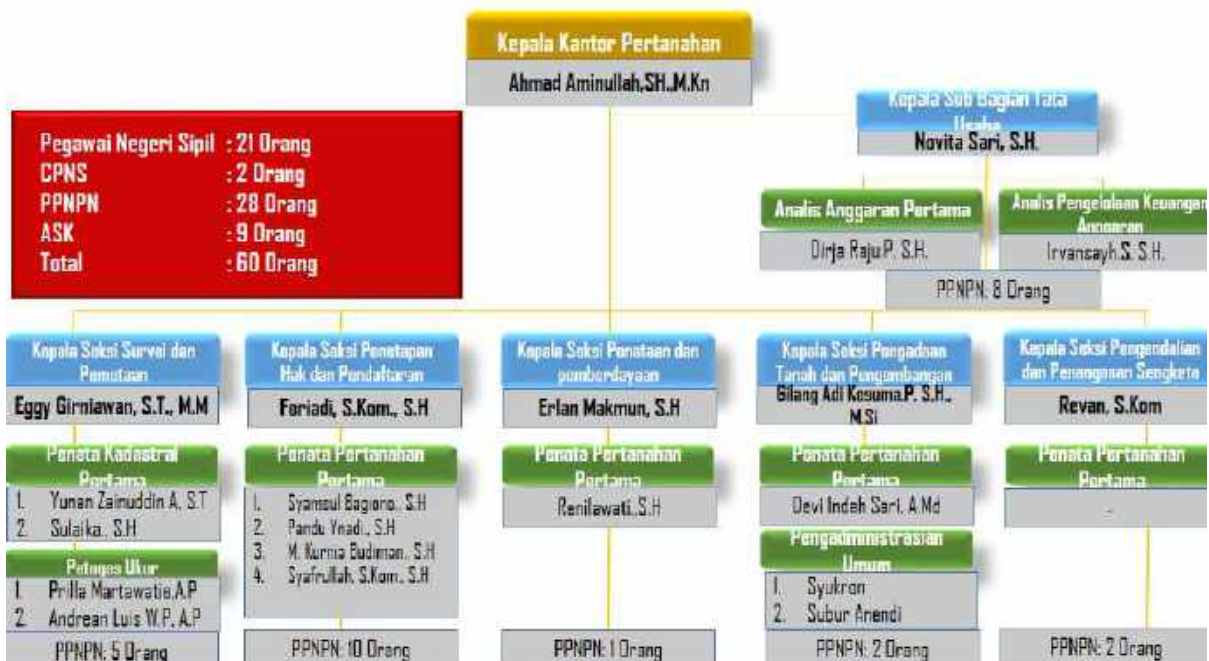 Kepala Kantor Pertanahan
Ahmad Aminullah,SH.,M.Kn
Kepala Sub Bagian Tata
Usaha
Novita Sari, S.H.
Pegawai Negeri Sipil : 21 Orang
CPNS : 2 Orang
PPNPN : 28 Orang
ASK : 9 Orang
Total : 60 Orang
Analis Anggaran Pertama
Dirja Raju.P. S.H.
Analis Pengelolaan Keuangan
Anggaran
Irvansayh.S. S.H.
PPNPN: 8 Orang
Kepala Seksi Survei dan
Pemetaan
Eggy Girniawan, S.T., M.M
Penata Kadastral
Pertama
1. Yunan Zainuddin A, S.T
2. Sulaika., S.H
Petugas Ukur
1. Prilla Martawatie,A.P
2. Andrean Luis W.P, A.P
PPNPN: 5 Orang
Kepala Seksi Penetapan
Hak dan Pendaftaran
Feriadi, S.Kom., S.H
Penata Pertanahan
Pertama
1. Syamsul Bagiono., S.H
2. Pandu S.H
3. M. Kurnia Budiman., S.H
4. Syafrullah, S.Kom., S.H
PPNPN: 10 Orang
Kepala Seksi Penataan dan
pemberdayaan
Erlan Makmun, S.H
Penata Pertanahan
Pertama
Renilawati.,S.H
PPNPN: 1 Orang
Kepala Seksi Pengadaan
Tanah dan Pengembangan
Gilang Adi Kesuma.P. S.H.,
M.Si
Penata Pertanahan
Pertama
Devi Indah Sari, A.Md
Pengadministrasian
Umum
1. Syukron
2. Subur
PPNPN: 2 Orang
Kepala Seksi Pengendalian
dan Penanganan Sengketa
Revan, S.Kom
Penata Pertanahan
Pertama
-
PPNPN: 2 Orang